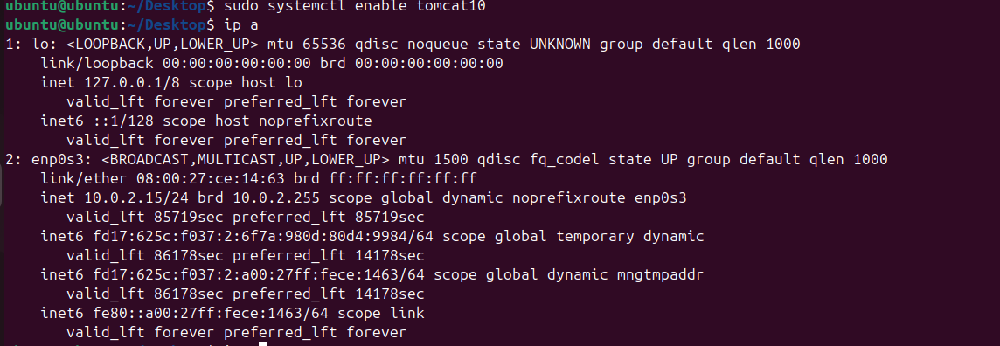 ubuntu@ubuntu:~/Desktop$ sudo systemctl enable tomcat10
ubuntu@ubuntu:~/Desktop$ ip a
1: lo: <LOOPBACK,UP,LOWER_UP> mtu 65536 qdisc noqueue state UNKNOWN group default qlen 1000
    link/loopback 00:00:00:00:00:00 brd 00:00:00:00:00:00
    inet 127.0.0.1/8 scope host lo
       valid_lft forever preferred_lft forever
    inet6 ::1/128 scope host noprefixroute
       valid_lft forever preferred_lft forever
2: enp0s3: <BROADCAST,MULTICAST,UP,LOWER_UP> mtu 1500 qdisc fq_codel state UP group default qlen 1000
    link/ether 08:00:27:ce:14:63 brd ff:ff:ff:ff:ff:ff
    inet 10.0.2.15/24 brd 10.0.2.255 scope global dynamic noprefixroute enp0s3
       valid_lft 85719sec preferred_lft 85719sec
    inet6 fd17:625c:f037:2:6f7a:980d:80d4:9984/64 scope global temporary dynamic
       valid_lft 86178sec preferred_lft 14178sec
    inet6 fd17:625c:f037:2:a00:27ff:fece:1463/64 scope global dynamic mngtmpaddr
       valid_lft 86178sec preferred_lft 14178sec
    inet6 fe80::a00:27ff:fece:1463/64 scope link
       valid_lft forever preferred_lft forever